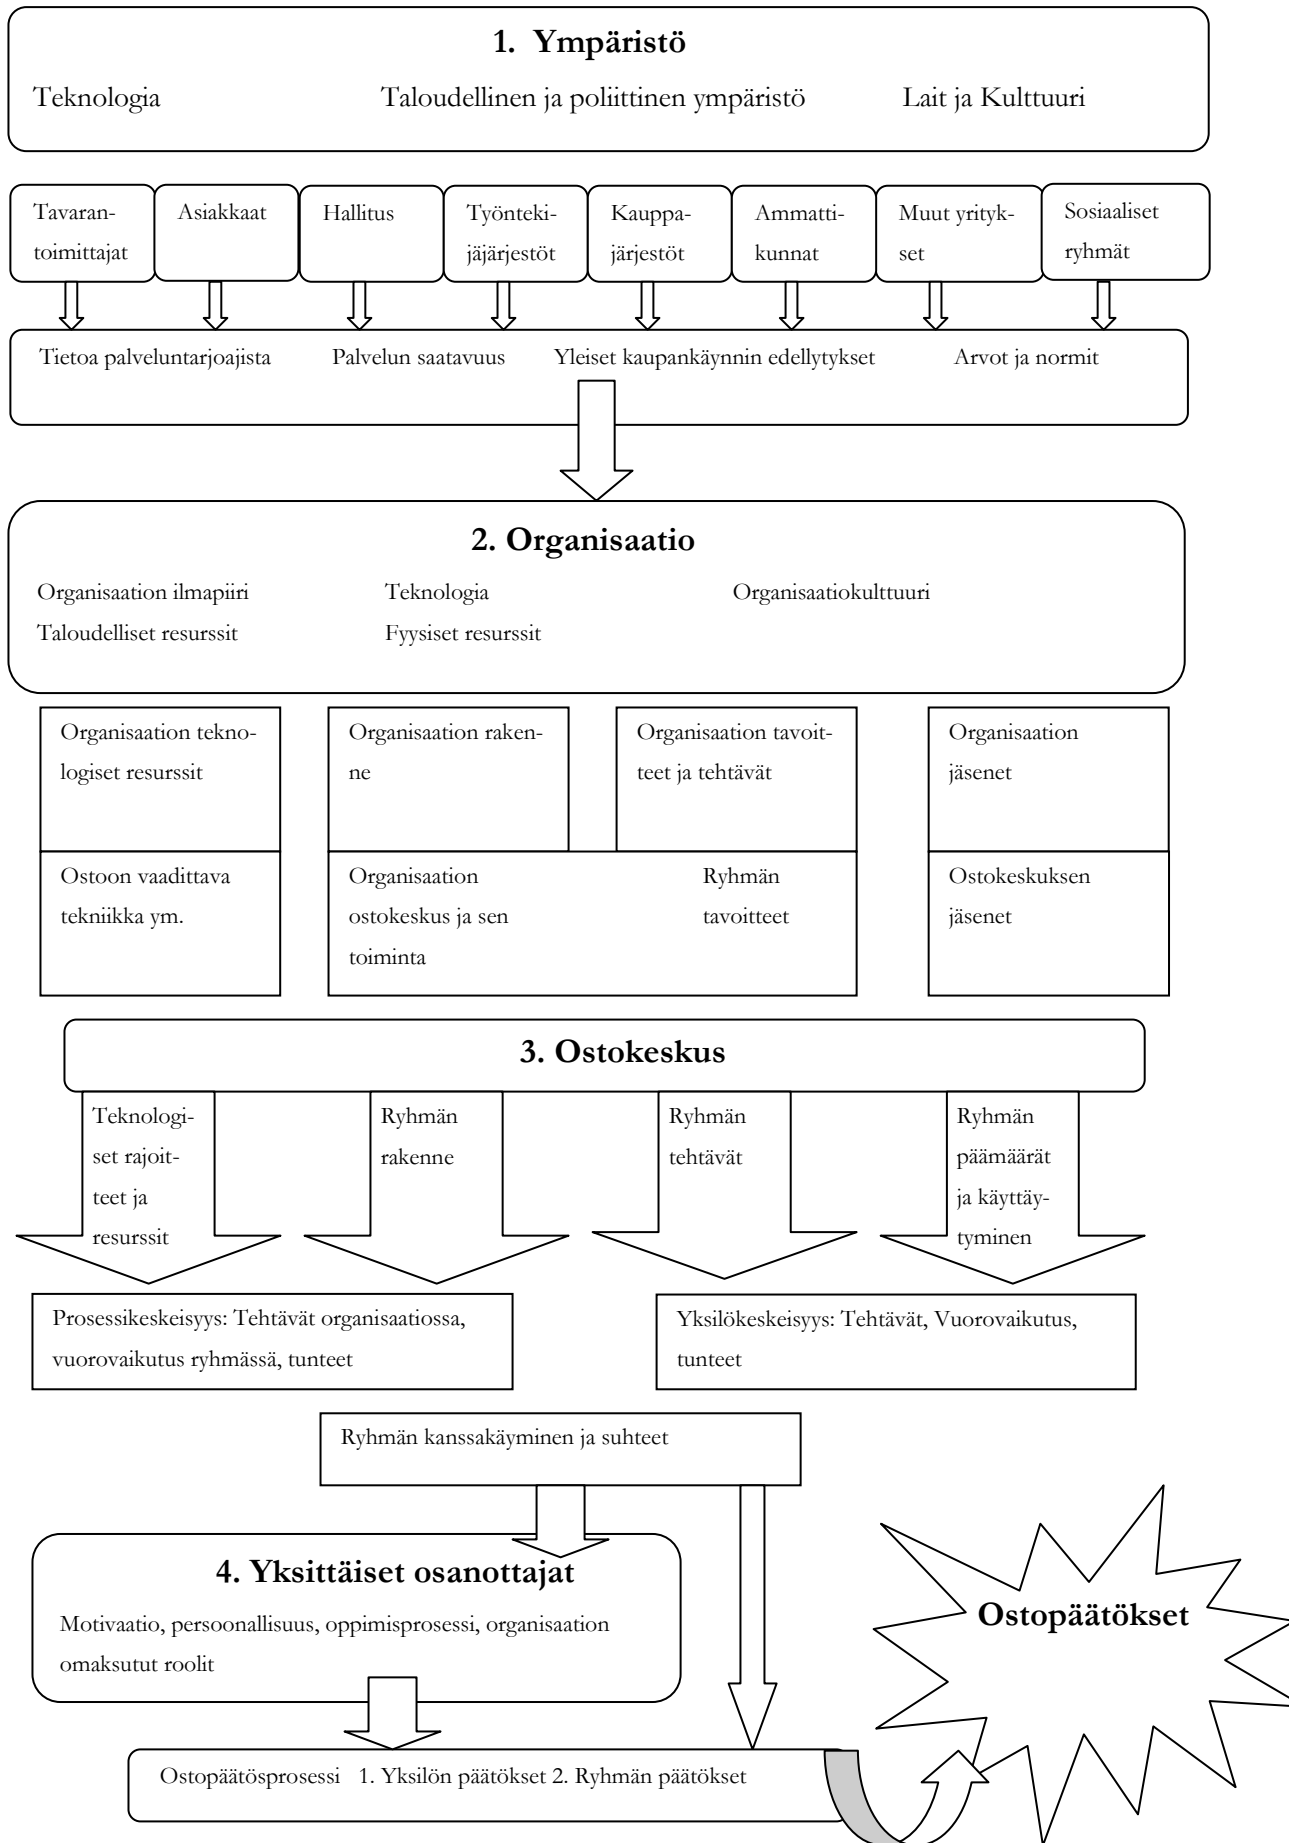 1. Ympäristö
Teknologia Taloudellinen ja poliittinen ympäristö Lait ja Kulttuuri
Tavaran-
toimittajat
Asiakkaat
Hallitus
Työnteki-
jäjärjestöt
Kauppa-
järjestöt
Ammatti-
kunnat
Muut yrityk-
set
Sosiaaliset
ryhmät
Tietoa palveluntarjoajista Palvelun saatavuus Yleiset kaupankäynnin edellytykset Arvot ja normit
2. Organisaatio
Organisaation ilmapiiri Teknologia Organisaatiokulttuuri
Taloudelliset resurssit Fyysiset resurssit
Organisaation tekno-
logiset resurssit
Organisaation raken-
ne
Organisaation tavoit-
teet ja tehtävät
Organisaation
jäsenet
Ostoon vaadittava
tekniikka ym.
Organisaation
ostokeskus ja sen
toiminta
Ryhmän
tavoitteet
Ostokeskuksen
jäsenet
3. Ostokeskus
Teknologi-
set rajoit-
teet ja
resurssit
Ryhmän
rakenne
Ryhmän
tehtävät
Ryhmän
päämäärät
ja käyttäy-
tyminen
Prosessikeskeisyys: Tehtävät organisaatiossa,
vuorovaikutus ryhmässä, tunteet
Yksilökeskeisyys: Tehtävät, Vuorovaikutus,
tunteet
Ryhmän kanssakäyminen ja suhteet
4. Yksittäiset osanottajat
Motivaatio, persoonallisuus, oppimisprosessi, organisaation
omaksutut roolit
Ostopäätökset
Ostopäätösprosessi 1. Yksilön päätökset 2. Ryhmän päätökset